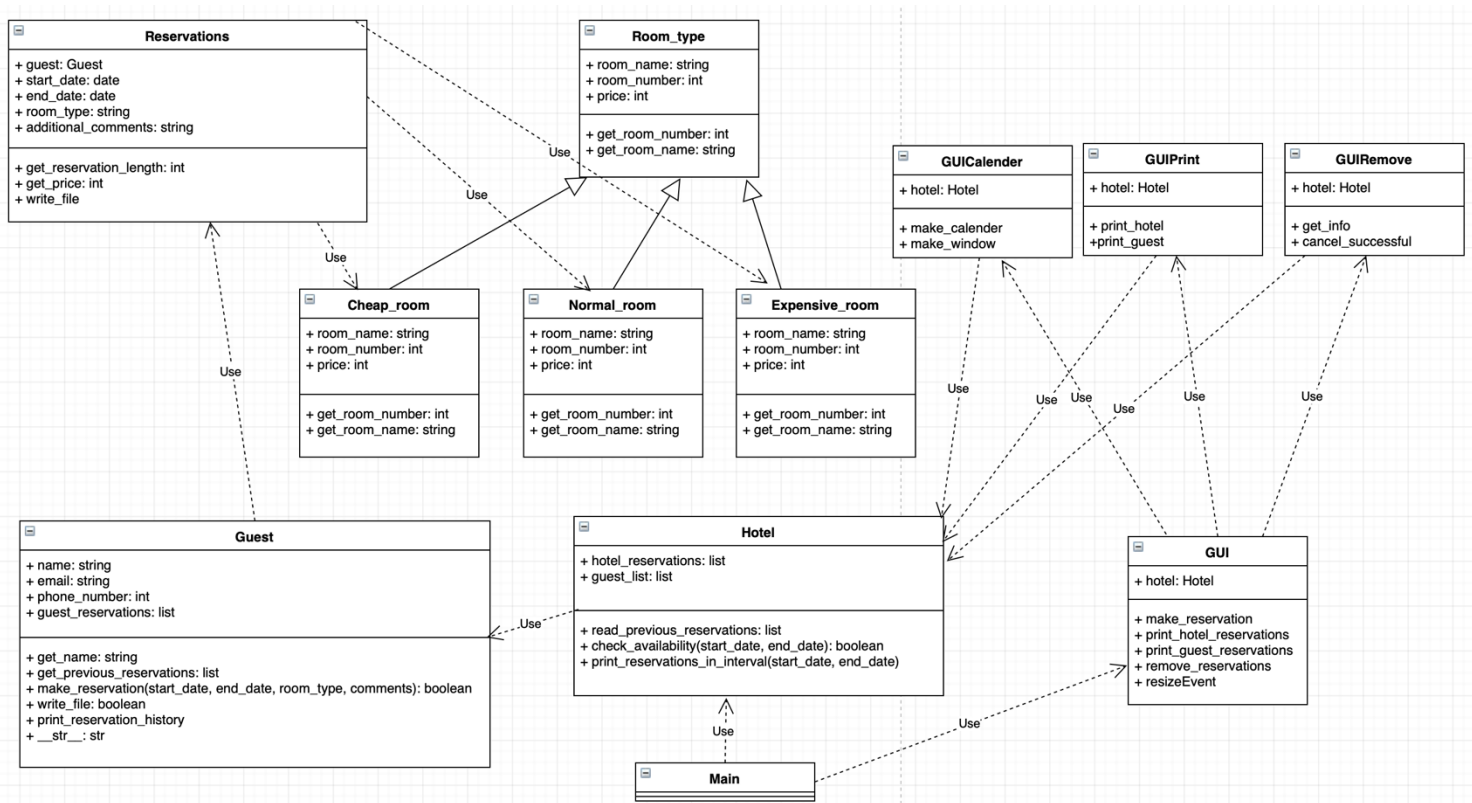 Reservations
+ guest: Guest
+ start_date: date
+ end_date: date
+ room_type: string
+ additional_comments: string
+ get_reservation_length: int
+ get_price: int
+ write_file
Room_type
+ room_name: string
+ room_number: int
+ price: int
+ get_room_number: int
+ get_room_name: string
GUICalender
+ hotel: Hotel
+ make_calender
+ make_window
GUIPrint
+ hotel: Hotel
+ print_hotel
+print_guest
GUIRemove
+ hotel: Hotel
+ get_info
+ cancel_successful
Use
Use
Use
Cheap_room
+ room_name: string
+ room_number: int
+ price: int
+ get_room_number: int
+ get_room_name: string
Normal_room
+ room_name: string
+ room_number: int
+ price: int
+ get_room_number: int
+ get_room_name: string
Expensive_room
+ room_name: string
+ room_number: int
+ price: int
+ get_room_number: int
+ get_room_name: string
Use
Use
Use
Use
Use
Use
Use
Guest
+ name: string
+ email: string
+ phone_number: int
+ guest_reservations: list
+ get_name: string
+ get_previous_reservations: list
+ make_reservation(start_date, end_date, room_type, comments): boolean
+ write_file: boolean
+ print_reservation_history
+ __str__: str
Use
Hotel
+ hotel_reservations: list
+ guest_list: list
+ read_previous_reservations: list
+ check_availability(start_date, end_date): boolean
+ print_reservations_in_interval(start_date, end_date)
GUI
+ hotel: Hotel
+ make_reservation
+ print_hotel_reservations
+ print_guest_reservations
+ remove_reservations
+ resizeEvent
Use
Use
Main